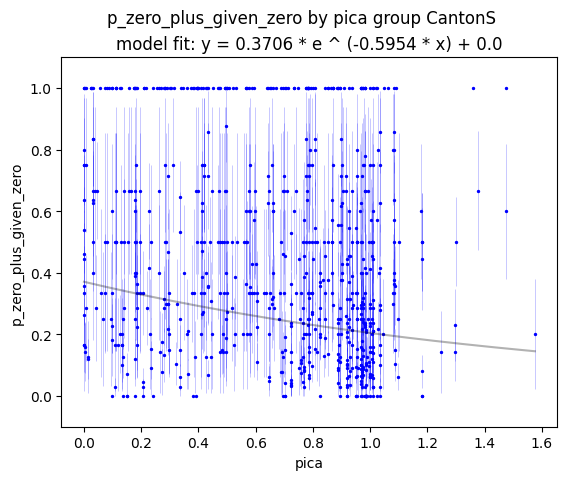 p_zero_plus_given_zero by pica group CantonS
model fit: y = 0.3706 * e ^ (-0.5954 * x) + 0.0
p_zero_plus_given_zero
1.0
0.8
0.6
0.4
0.2
0.0
0.0 0.2 0.4 0.6 0.8 1.0 1.2 1.4 1.6
pica